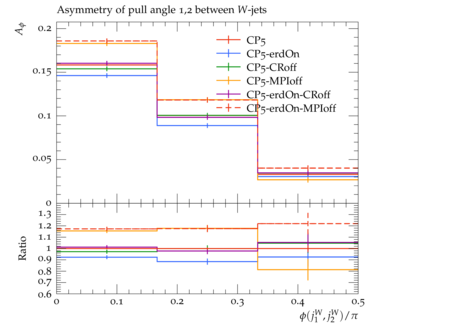 Asymmetry of pull angle 1,2 between W-jets
A_ϕ
0.2
0.15
0.1
0.05
0
CP5
CP5-erdOn
CP5-CRoff
CP5-MPIoff
CP5-erdOn-CRoff
CP5-erdOn-MPIoff
Ratio
1.3
1.2
1.1
1
0.9
0.8
0.7
0.6
0 0.1 0.2 0.3 0.4 0.5
ϕ(j₁ᵂ, j₂ᵂ)/π